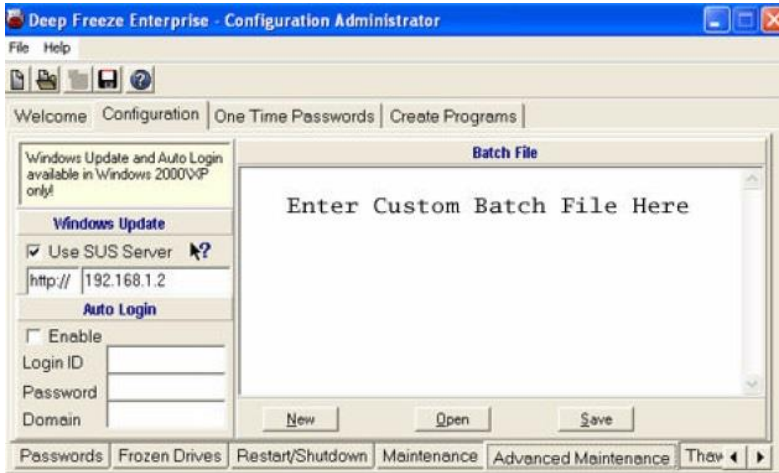 Deep Freeze Enterprise - Configuration Administrator
File Help
Welcome Configuration One Time Passwords Create Programs
Windows Update and Auto Login
available in Windows 2000\XP
only!
Windows Update
Use SUS Server
http:// 192.168.1.2
Auto Login
Enable
Login ID
Password
Domain
Batch File
Enter Custom Batch File Here
New Open Save
Passwords Frozen Drives Restart/Shutdown Maintenance Advanced Maintenance Thaw